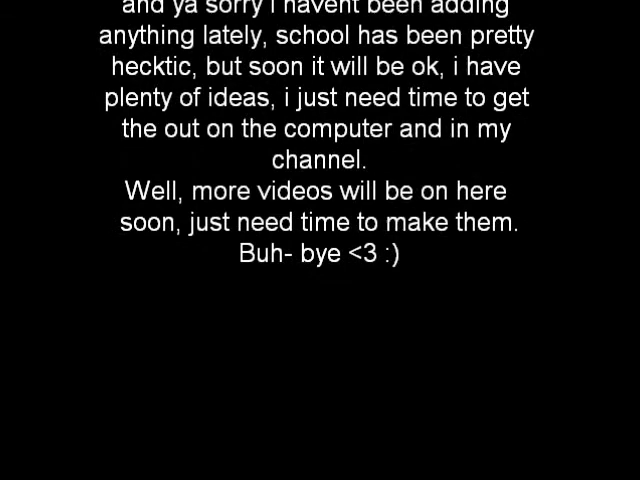 and ya sorry i havent been adding
anything lately, school has been pretty
hecktic, but soon it will be ok, i have
plenty of ideas, i just need time to get
the out on the computer and in my
channel.
Well, more videos will be on here
soon, just need time to make them.
Buh- bye <3 :)